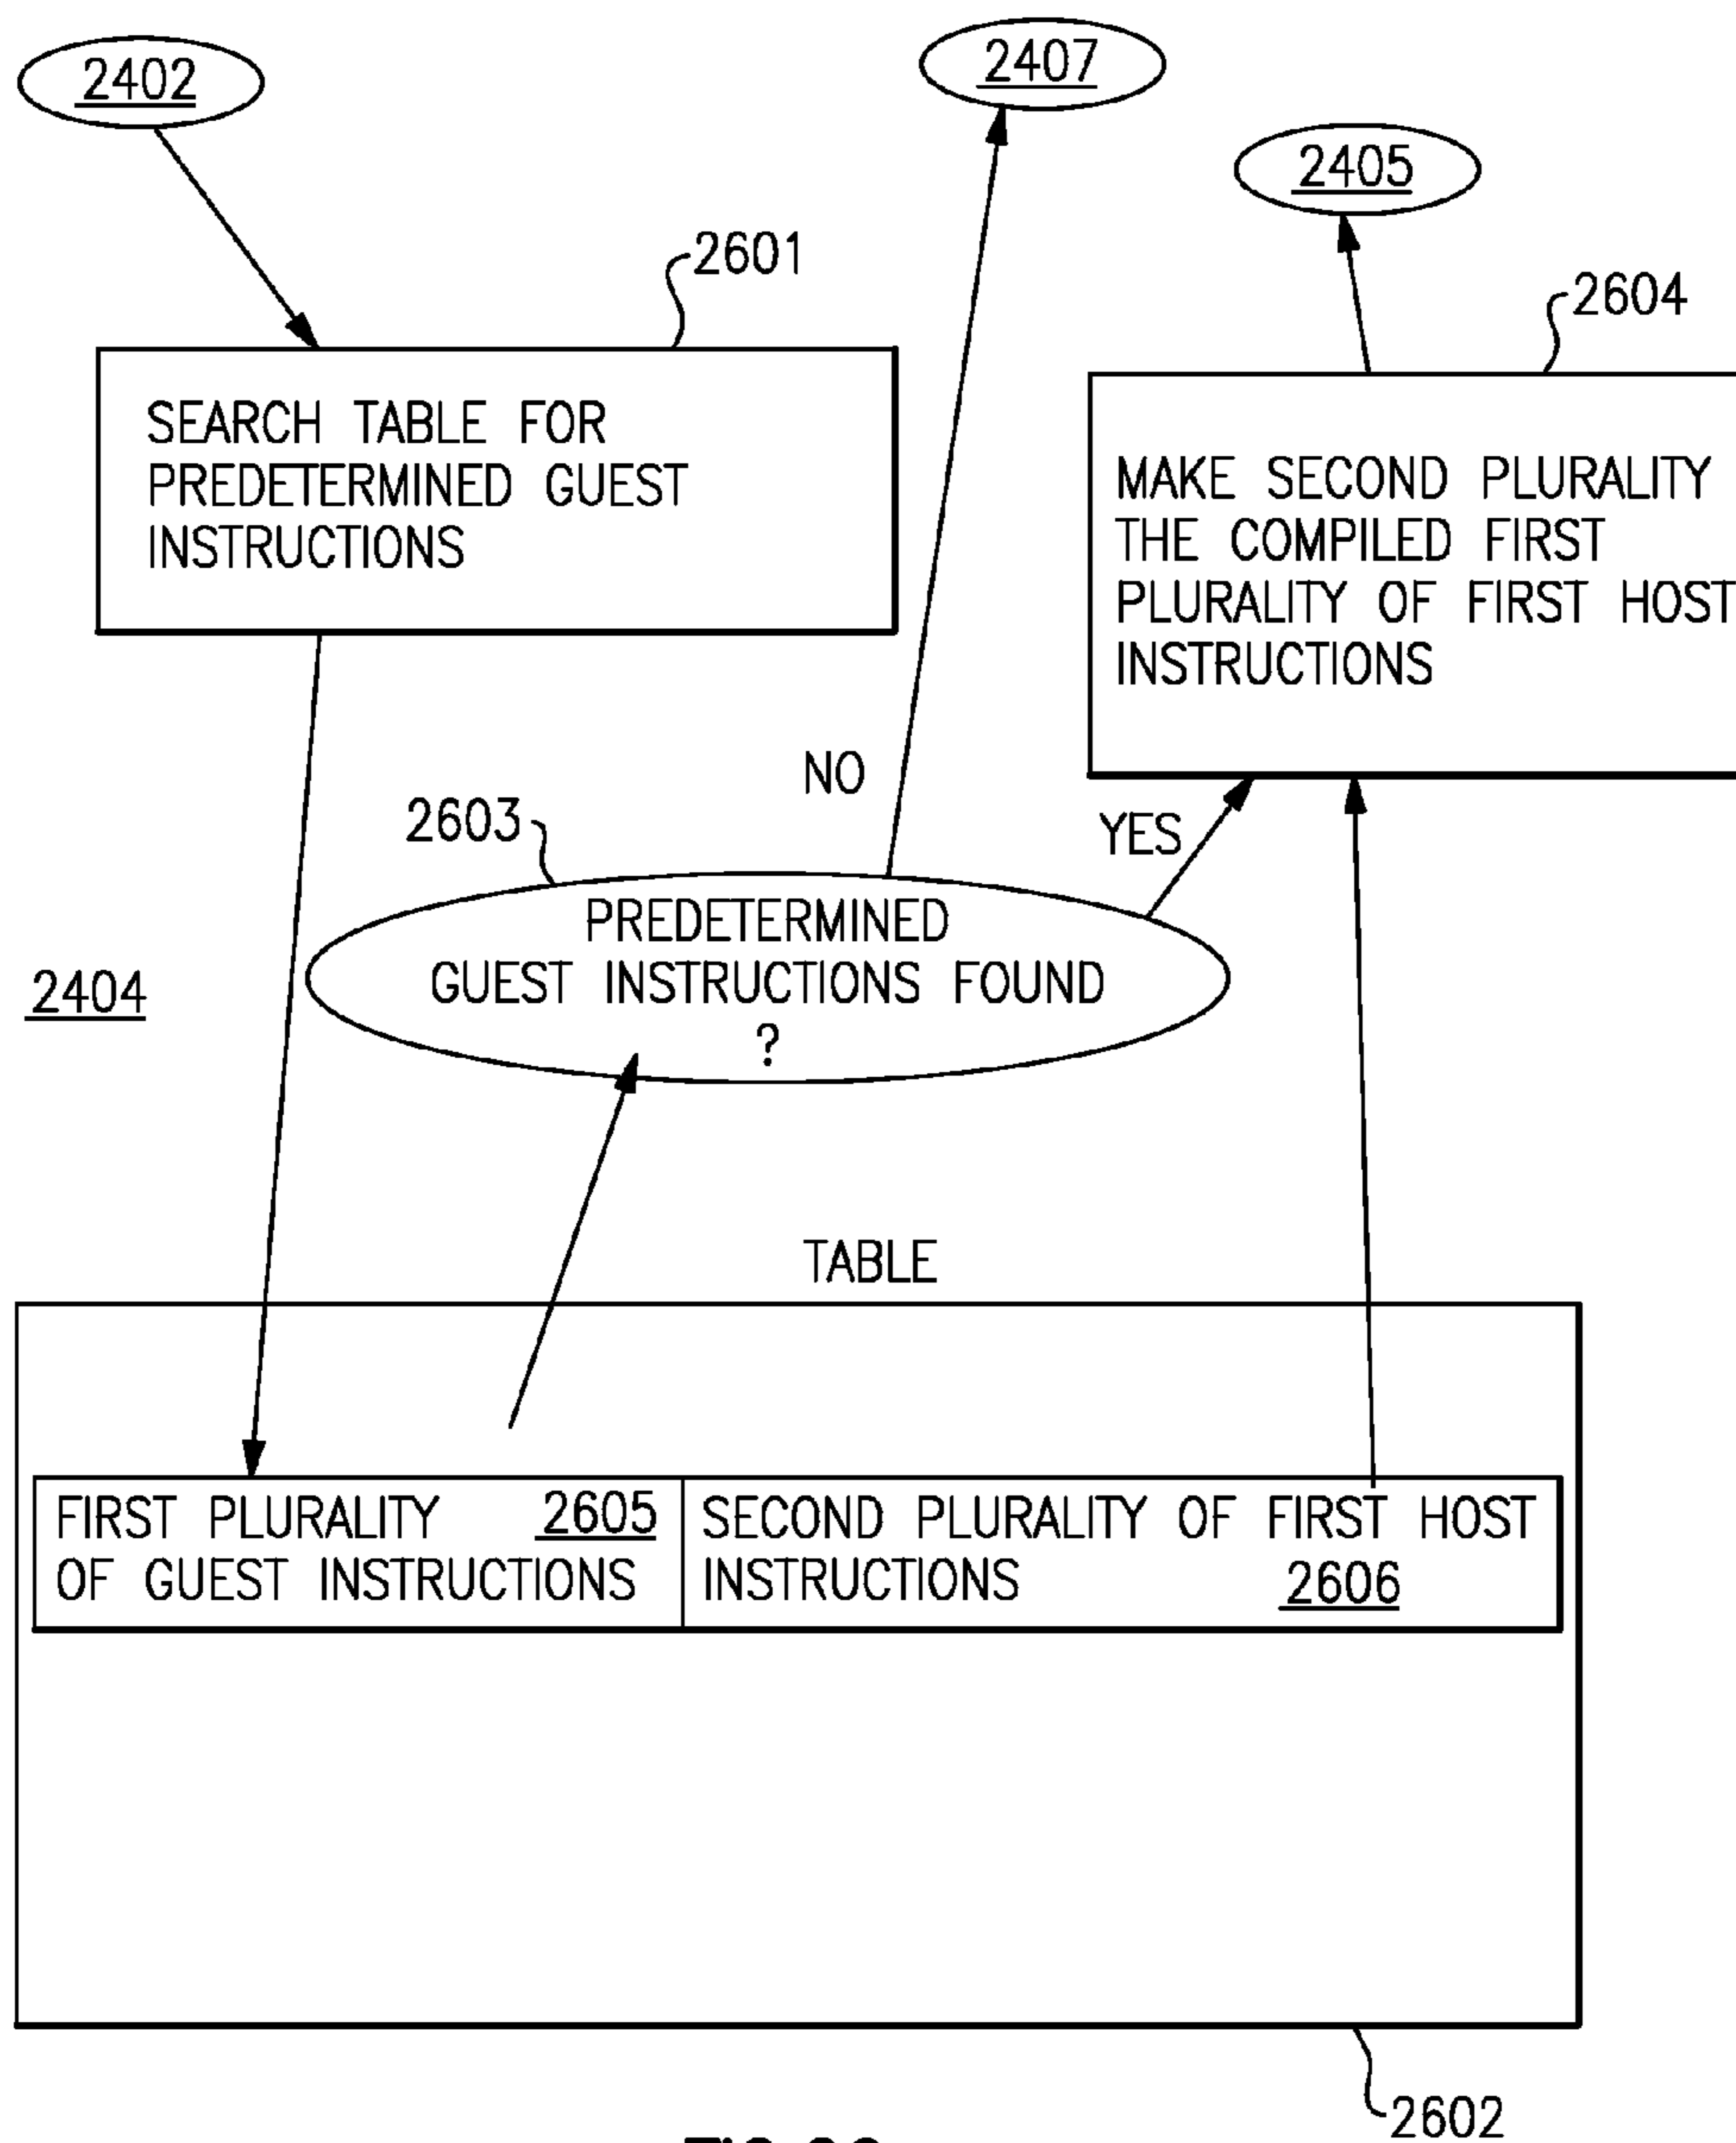 2402
2407
2405
2601
2604
SEARCH TABLE FOR
PREDETERMINED GUEST
INSTRUCTIONS
MAKE SECOND PLURALITY
THE COMPILED FIRST
PLURALITY OF FIRST HOST
INSTRUCTIONS
NO
YES
2603
PREDETERMINED
GUEST INSTRUCTIONS FOUND
?
2404
TABLE
FIRST PLURALITY 2605
OF GUEST INSTRUCTIONS
SECOND PLURALITY OF FIRST HOST
INSTRUCTIONS
2606
2602